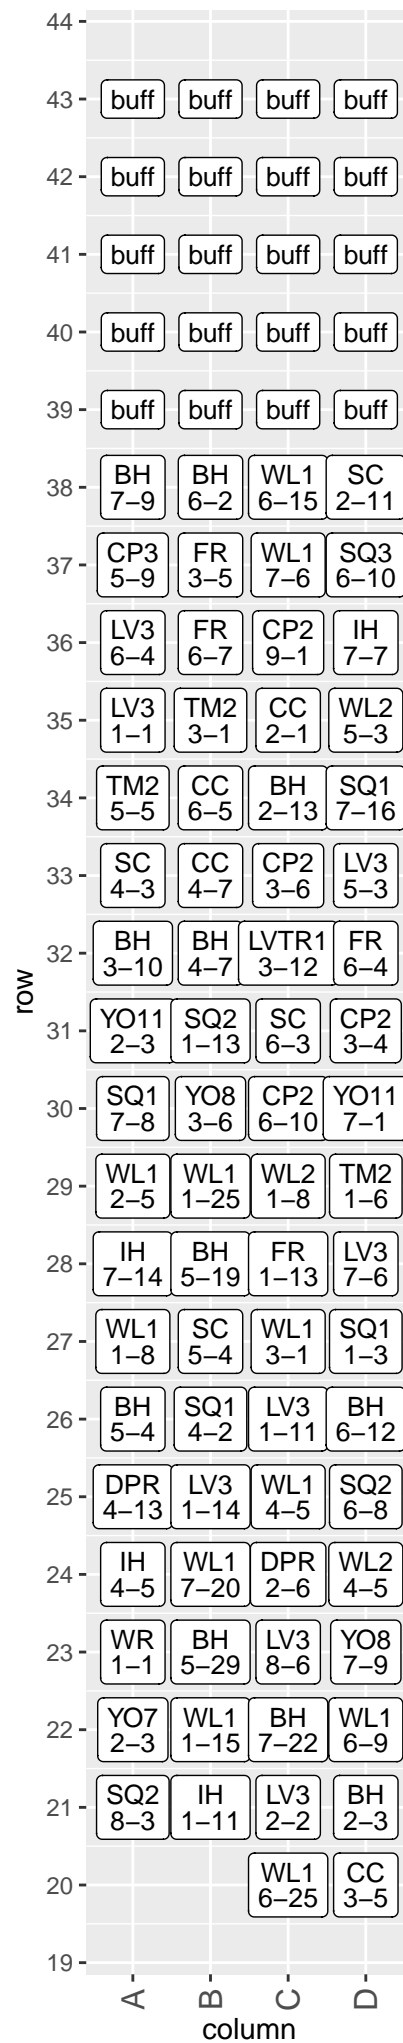 44
43 buff buff buff buff
42 buff buff buff buff
41 buff buff buff buff
40 buff buff buff buff
39 buff buff buff buff
BH BH WL1 SC
38
7–9 6–2 6–15 2–11
CP3 FR WL1 SQ3
37
5–9 3–5 7–6 6–10
LV3 FR CP2 IH
36
6–4 6–7 9–1 7–7
LV3 TM2 CC WL2
35
1–1 3–1 2–1 5–3
TM2 CC BH SQ1
34
5–5 6–5 2–13 7–16
SC CC CP2 LV3
33
4–3 4–7 3–6 5–3
BH BH LVTR1 FR
32
3–10 4–7 3–12 6–4
row
YO11 SQ2 SC CP2
31
2–3 1–13 6–3 3–4
SQ1 YO8 CP2 YO11
30
7–8 3–6 6–10 7–1
WL1 WL1 WL2 TM2
29
2–5 1–25 1–8 1–6
IH BH FR LV3
28
7–14 5–19 1–13 7–6
WL1 SC WL1 SQ1
27
1–8 5–4 3–1 1–3
BH SQ1 LV3 BH
26
5–4 4–2 1–11 6–12
DPR LV3 WL1 SQ2
25
4–13 1–14 4–5 6–8
IH WL1 DPR WL2
24
4–5 7–20 2–6 4–5
WR BH LV3 YO8
23
1–1 5–29 8–6 7–9
YO7 WL1 BH WL1
22
2–3 1–15 7–22 6–9
SQ2 IH LV3 BH
21
8–3 1–11 2–2 2–3
WL1 CC
20
6–25 3–5
19
A B C D
column